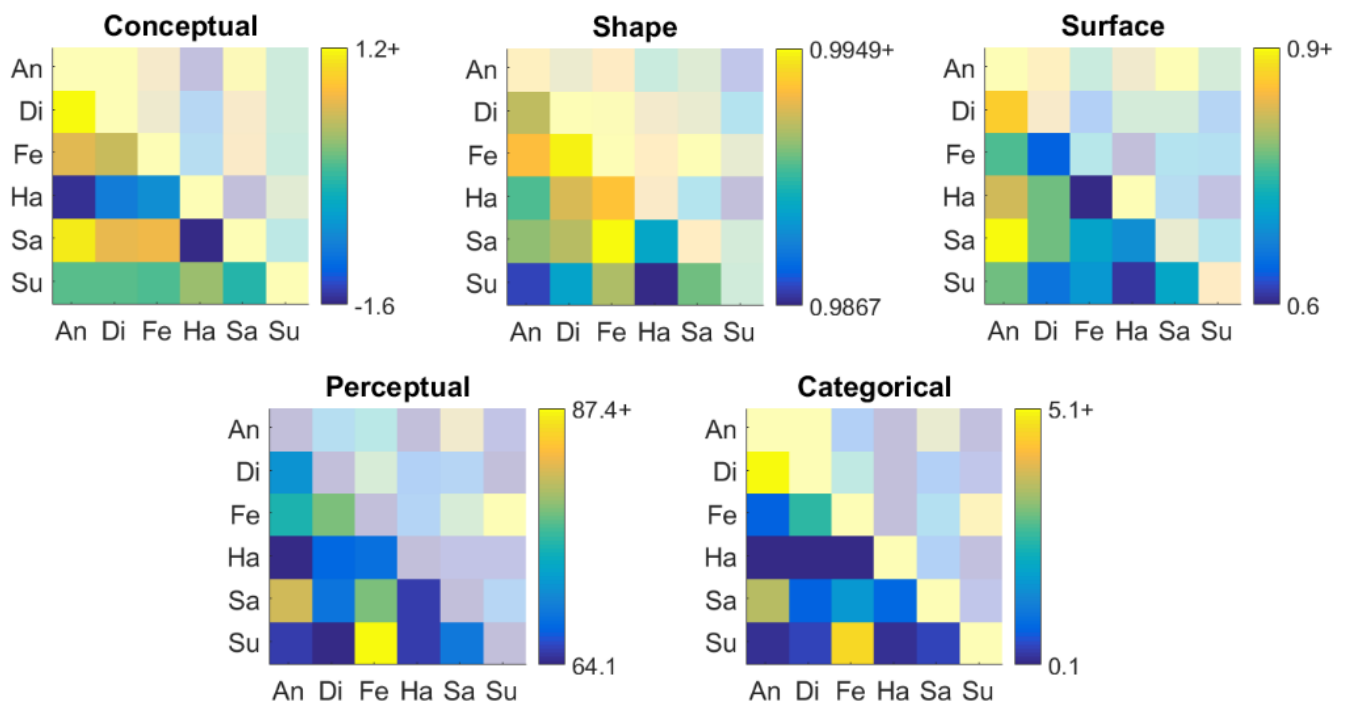 Conceptual
An
Di
Fe
Ha
Sa
Su
An Di Fe Ha Sa Su
1.2+
-1.6
Shape
An
Di
Fe
Ha
Sa
Su
An Di Fe Ha Sa Su
0.9949+
0.9867
Surface
An
Di
Fe
Ha
Sa
Su
An Di Fe Ha Sa Su
0.9+
0.6
Perceptual
An
Di
Fe
Ha
Sa
Su
An Di Fe Ha Sa Su
87.4+
64.1
Categorical
An
Di
Fe
Ha
Sa
Su
An Di Fe Ha Sa Su
5.1+
0.1